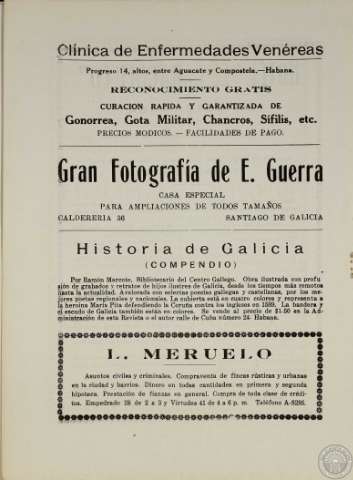 Clínica de Enfermedades Venéreas
Progreso 14, altos, entre Aguacate y Compostela.—Habana.
RECONOCIMIENTO GRATIS
CURACION RAPIDA Y GARANTIZADA DE
Gonorrea, Gota Militar, Chancros, Sífilis, etc.
PRECIOS MODICOS. — FACILIDADES DE PAGO.
Gran Fotografía de E. Guerra
CASA ESPECIAL
PARA AMPLIACIONES DE TODOS TAMAÑOS
CALDERERIA 36 SANTIAGO DE GALICIA
Historia de Galicia
(COMPENDIO)
Por Ramón Marcote, Bibliotecario del Centro Gallego. Obra ilustrada con profu-
sión de grabados y retratos de hijos ilustres de Galicia, desde los tiempos más remotos
hasta la actualidad. Avalorada con selectas poesías gallegas y castellanas, por los me-
jores poetas regionales y nacionales. La cubierta está en cuatro colores y representa a
la heroína María Pita defendiendo la Coruña contra los ingleses en 1589. La bandera y
el escudo de Galicia también están en colores. Se vende al precio de $1.50 en la Ad-
ministración de esta Revista o el autor calle de Cuba número 24 Habana.
L. MERUELO
Asuntos civiles y criminales. Compraventa de fincas rústicas y urbanas
en la ciudad y barrios. Dinero en todas cantidades en primera y segunda
hipoteca. Prestación de fianzas en general. Compra de toda clase de crédi-
tos. Empedrado 18 de 2 a 3 y Virtudes 41 de 4 a 6 p. m. Teléfono A-5295.